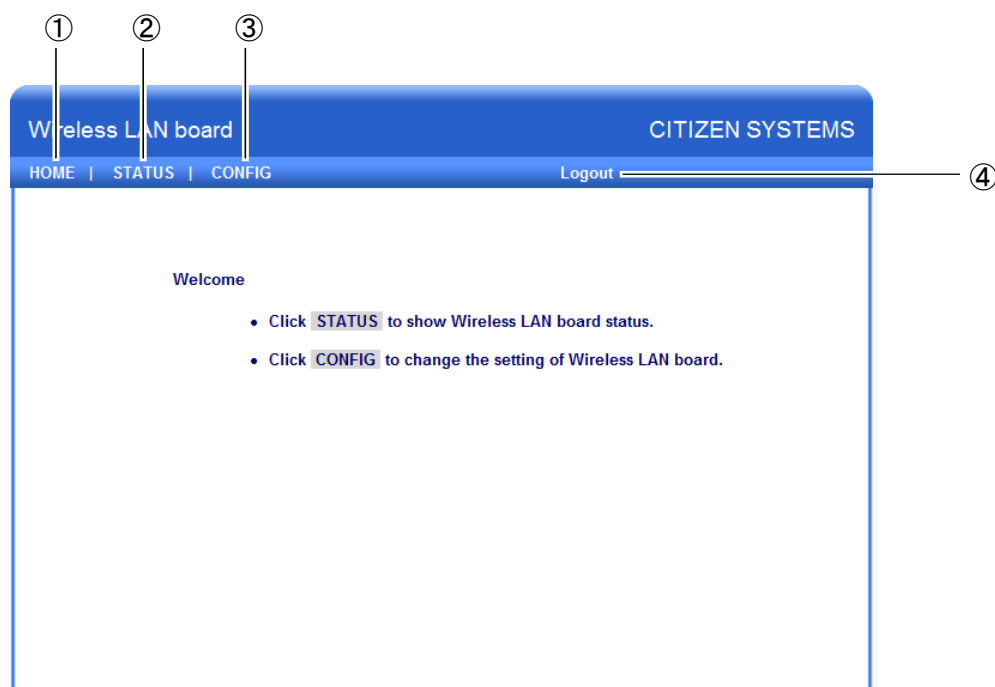 ① ② ③
Wireless LAN board CITIZEN SYSTEMS
HOME | STATUS | CONFIG Logout ④
Welcome
• Click STATUS to show Wireless LAN board status.
• Click CONFIG to change the setting of Wireless LAN board.